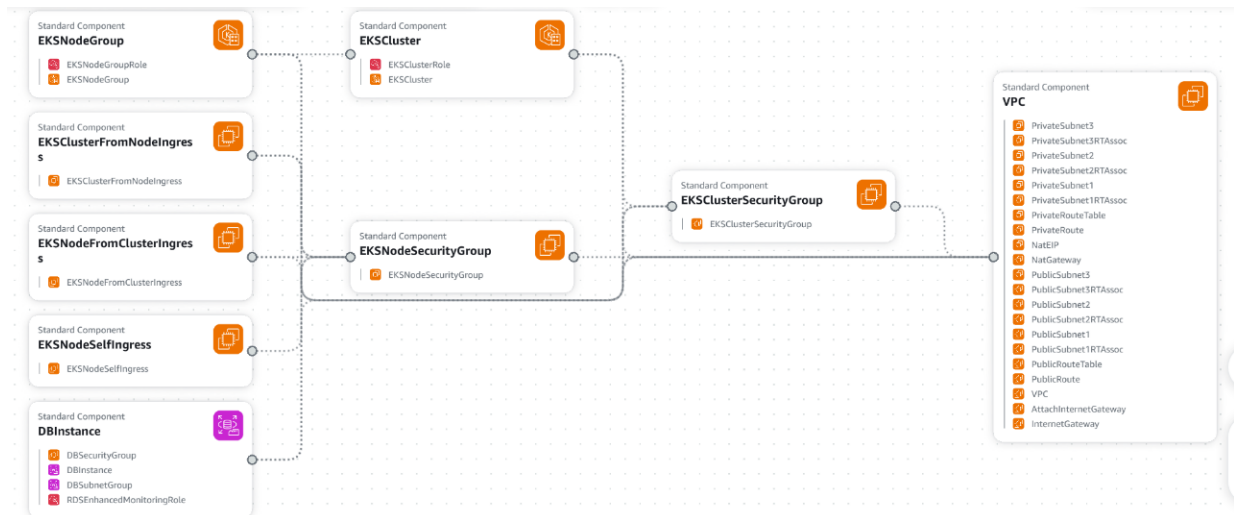 Standard Component
EKSNodeGroup
EKSNodeGroupRole
EKSNodeGroup
Standard Component
EKSClusterFromNodeIngres
s
EKSClusterFromNodeIngress
Standard Component
EKSNodeFromClusterIngres
s
EKSNodeFromClusterIngress
Standard Component
EKSNodeSelfIngress
EKSNodeSelfIngress
Standard Component
DBInstance
DBSecurityGroup
DBInstance
DBSubnetGroup
RDSEnhancedMonitoringRole
Standard Component
EKSCluster
EKSClusterRole
EKSCluster
Standard Component
EKSNodeSecurityGroup
EKSNodeSecurityGroup
Standard Component
EKSClusterSecurityGroup
EKSClusterSecurityGroup
Standard Component
VPC
PrivateSubnet3
PrivateSubnet3RTAssoc
PrivateSubnet2
PrivateSubnet2RTAssoc
PrivateSubnet1
PrivateSubnet1RTAssoc
PrivateRouteTable
PrivateRoute
NatEIP
NatGateway
PublicSubnet3
PublicSubnet3RTAssoc
PublicSubnet2
PublicSubnet2RTAssoc
PublicSubnet1
PublicSubnet1RTAssoc
PublicRouteTable
PublicRoute
VPC
AttachInternetGateway
InternetGateway